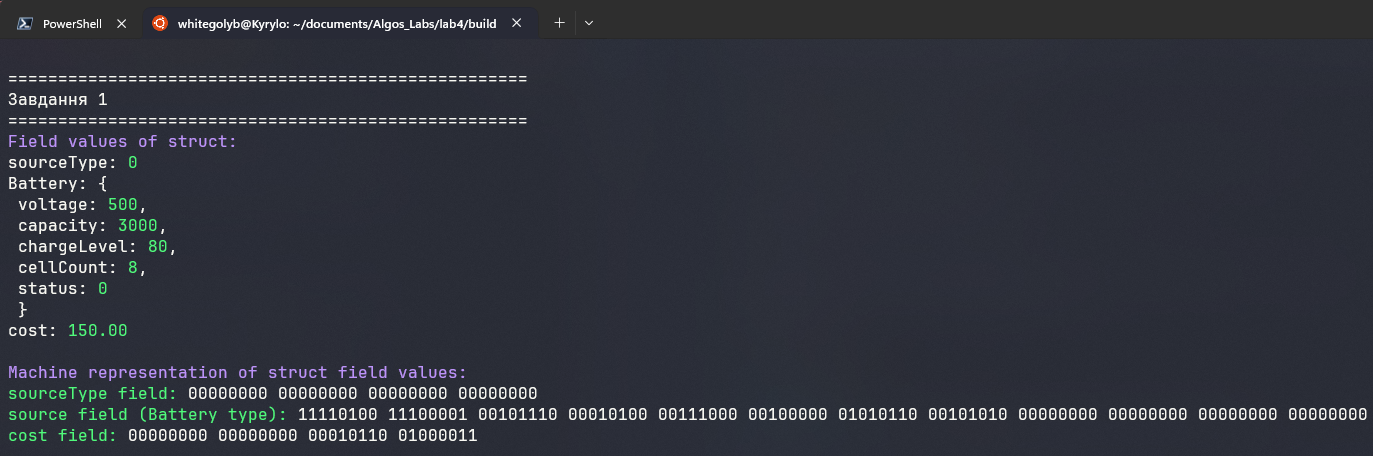 PowerShell
whitegolyb@Kyrylo: ~/documents/Algos_Labs/lab4/build
====================================================
Завдання 1
====================================================
Field values of struct:
sourceType: 0
Battery: {
voltage: 500,
capacity: 3000,
chargeLevel: 80,
cellCount: 8,
status: 0
}
cost: 150.00
Machine representation of struct field values:
sourceType field: 00000000 00000000 00000000 00000000
source field (Battery type): 11110100 11100001 00101110 00010100 00111000 00100000 01010110 00101010 00000000 00000000 00000000 00000000
cost field: 00000000 00000000 00010110 01000011